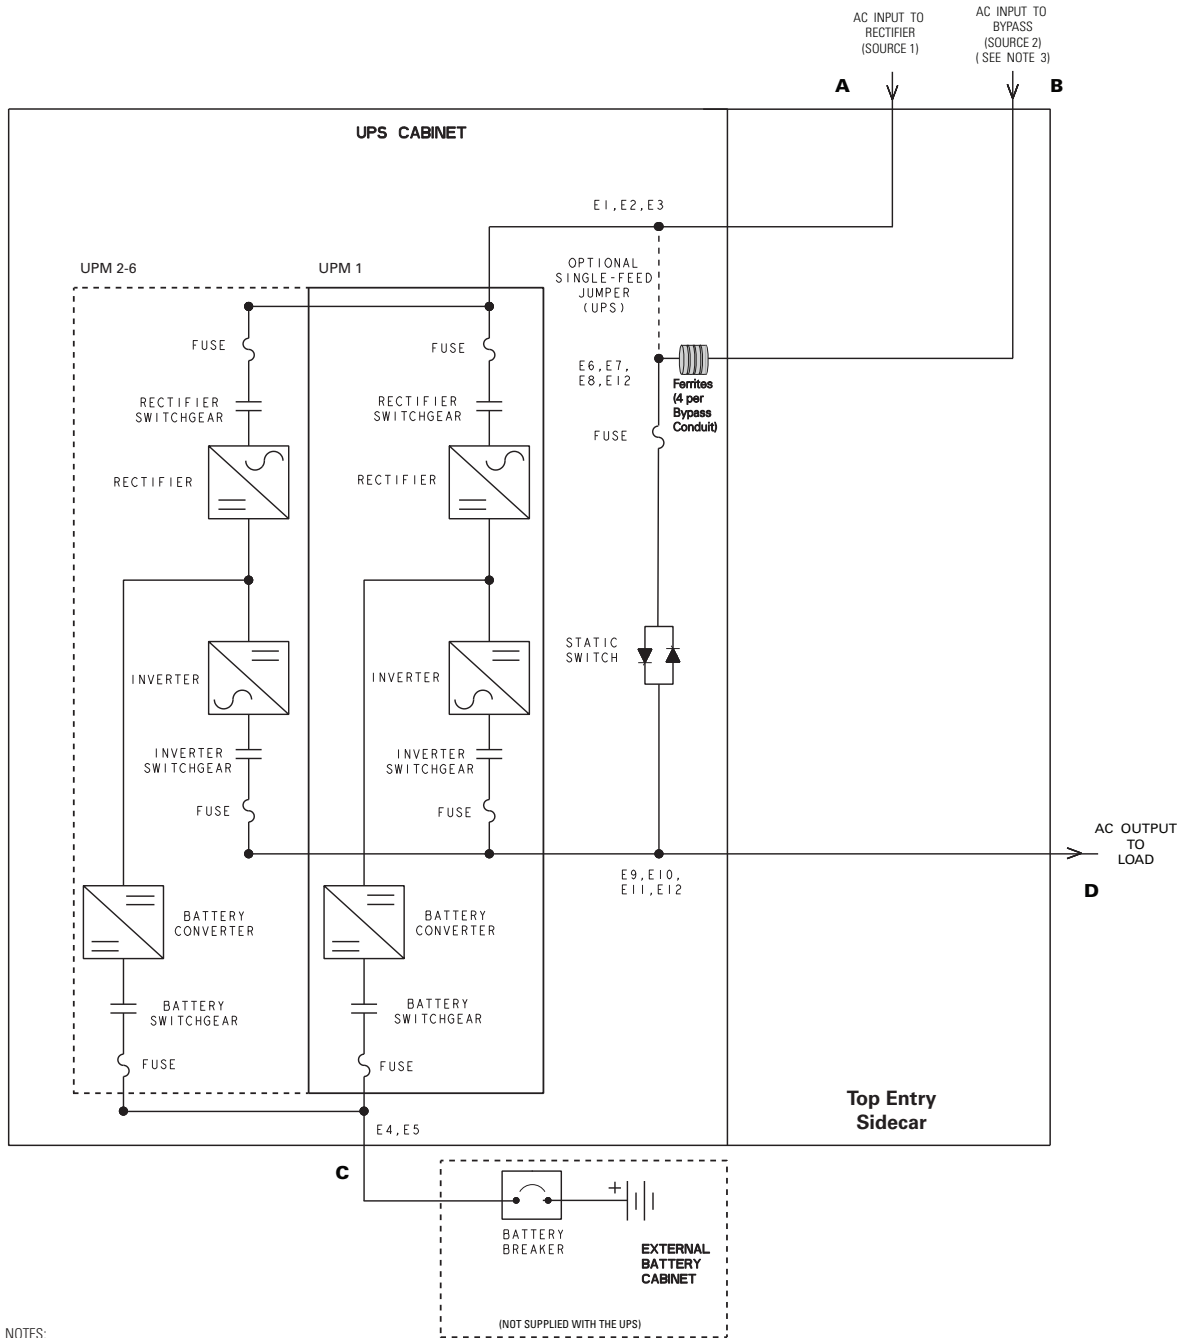 AC INPUT TO
RECTIFIER
(SOURCE 1)
AC INPUT TO
BYPASS
(SOURCE 2)
( SEE NOTE 3)
A
B
UPS CABINET
E1,E2,E3
UPM 2-6
UPM 1
OPTIONAL
SINGLE-FEED
JUMPER
(UPS)
FUSE
FUSE
E6,E7,
E8,E12
Ferrites
(4 per
Bypass
Conduit)
RECTIFIER
SWITCHGEAR
RECTIFIER
SWITCHGEAR
FUSE
RECTIFIER
RECTIFIER
STATIC
SWITCH
INVERTER
INVERTER
INVERTER
SWITCHGEAR
INVERTER
SWITCHGEAR
FUSE
FUSE
AC OUTPUT
TO
LOAD
E9,E10,
E11,E12
D
BATTERY
CONVERTER
BATTERY
CONVERTER
BATTERY
SWITCHGEAR
BATTERY
SWITCHGEAR
FUSE
FUSE
Top Entry
Sidecar
E4,E5
C
+
BATTERY
BREAKER
EXTERNAL
BATTERY
CABINET
(NOT SUPPLIED WITH THE UPS)
NOTES: